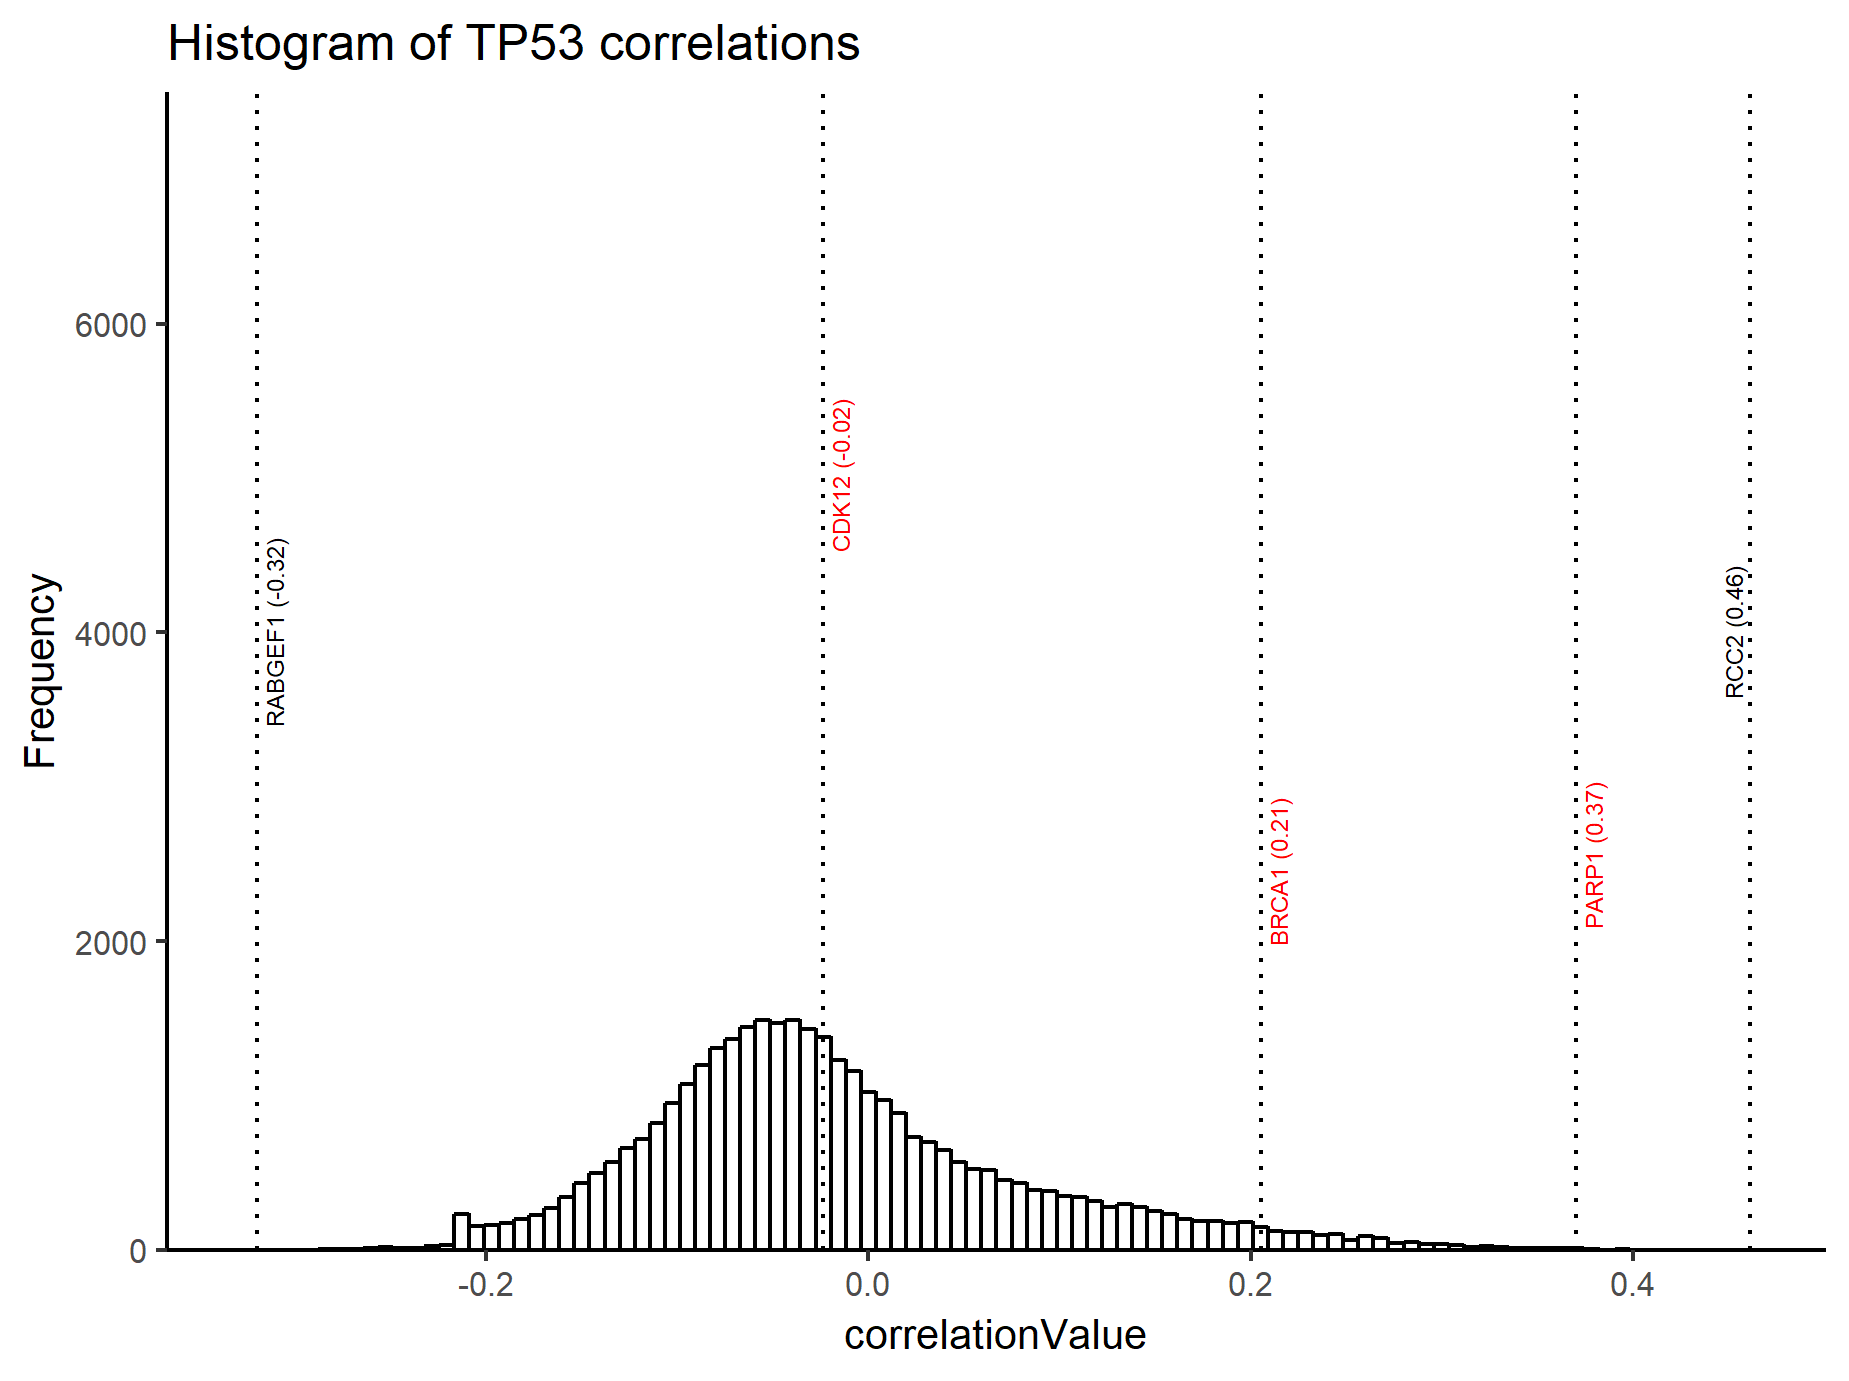 Histogram of TP53 correlations
Frequency
6000
4000
2000
0
RABGEF1 (-0.32)
CDK12 (-0.02)
BRCA1 (0.21)
PARP1 (0.37)
RCC2 (0.46)
-0.2
0.0
0.2
0.4
correlationValue